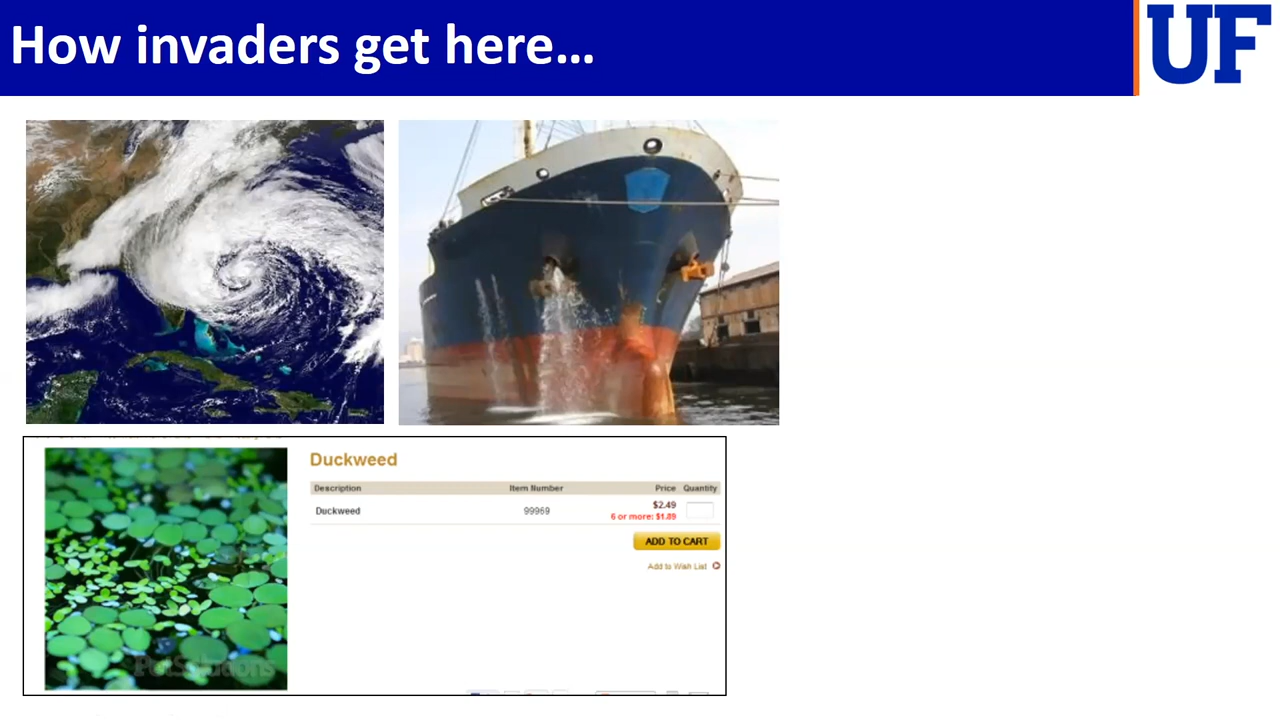 How invaders get here...
UF
Duckweed
Description Item Number Price Quantity
Duckweed 99969 $2.49
6 or more: $1.89
ADD TO CART
Add to Wish List
PetSolutions